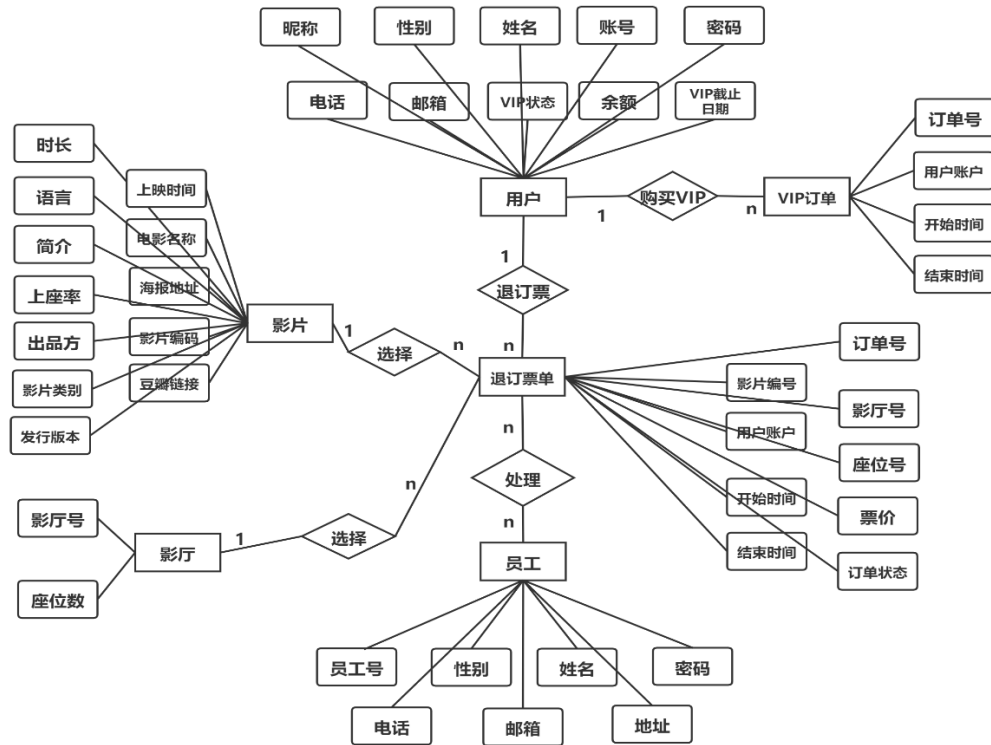 昵称
性别
姓名
账号
密码
电话
邮箱
VIP状态
余额
VIP截止
日期
订单号
时长
上映时间
用户账户
语言
用户
1
购买VIP
n
VIP订单
电影名称
开始时间
简介
1
结束时间
海报地址
退订票
上座率
影片
1
影片编码
n
订单号
出品方
选择
n
豆瓣链接
退订票单
影片编号
影片类别
影厅号
发行版本
n
用户账户
座位号
处理
n
开始时间
影厅号
票价
n
影厅
1
选择
结束时间
员工
订单状态
座位数
员工号
性别
姓名
密码
电话
邮箱
地址